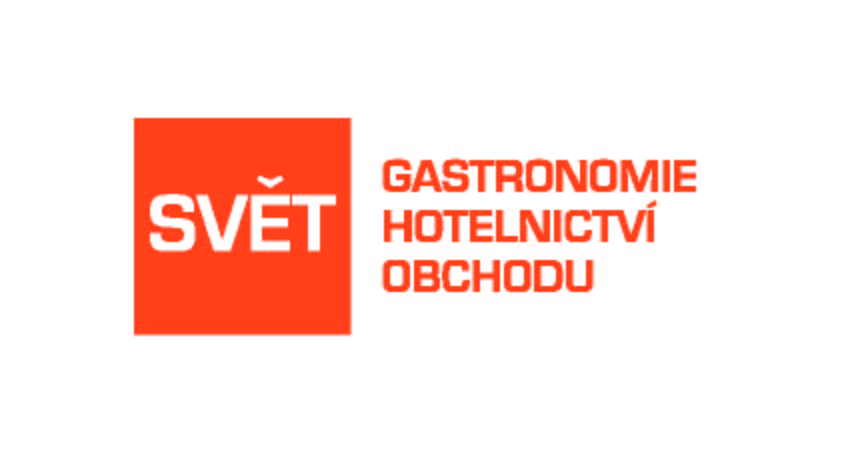 SVĚT
GASTRONOMIE
HOTELNICTVÍ
OBCHODU